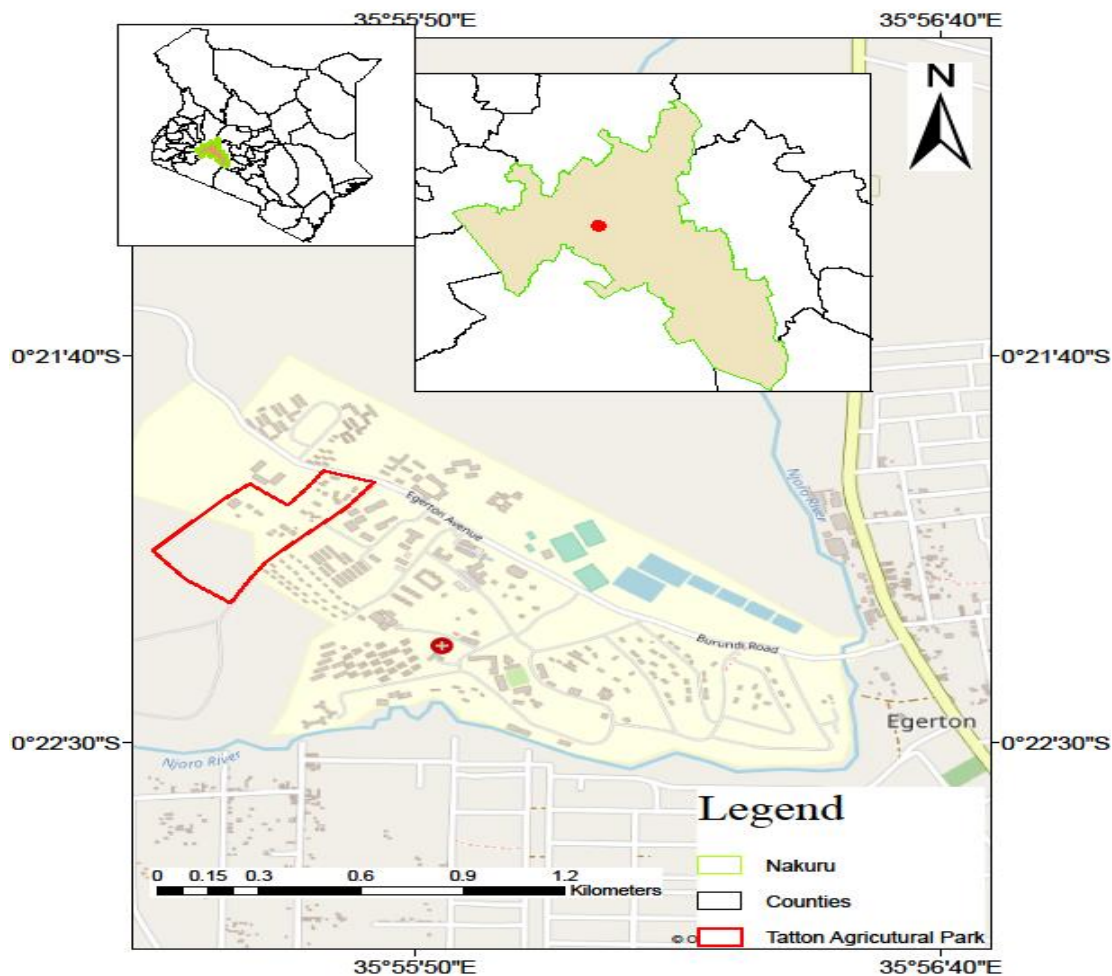 35°55'50"E
35°56'40"E
N
0°21'40"S
0°21'40"S
Njoro River
Egerton Avenue
Burundi Road
Egerton
0°22'30"S
0°22'30"S
Njoro River
Legend
Nakuru
Counties
Tatton Agricutural Park
0 0.15 0.3 0.6 0.9 1.2
Kilometers
© O
35°55'50"E
35°56'40"E